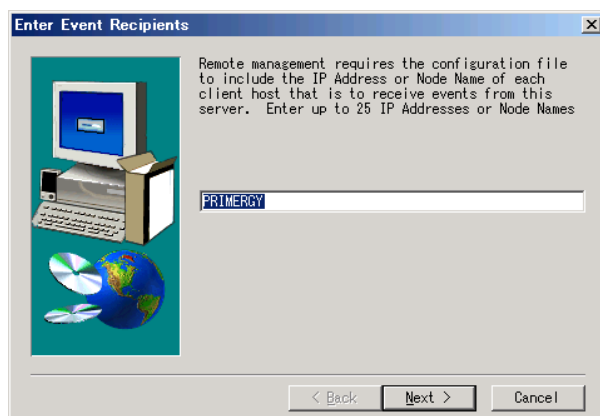 Enter Event Recipients
Remote management requires the configuration file
to include the IP Address or Node Name of each
client host that is to receive events from this
server. Enter up to 25 IP Addresses or Node Names
PRIMERGY
< Back
Next >
Cancel